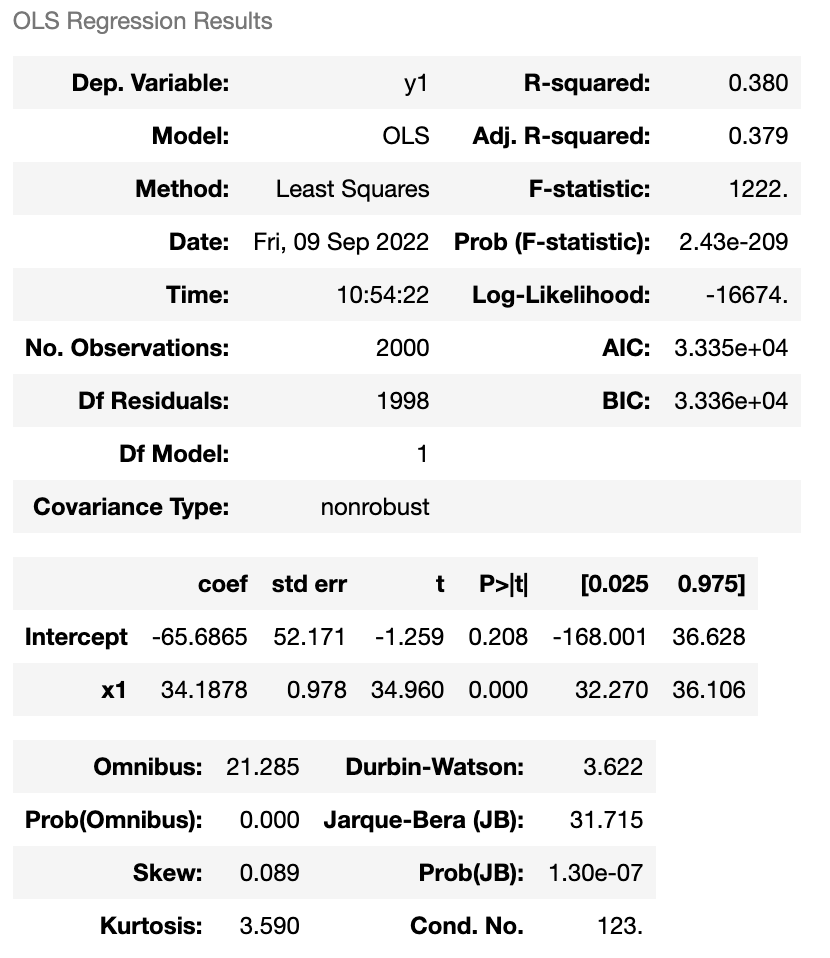 OLS Regression Results
Dep. Variable: y1 R-squared: 0.380
Model: OLS Adj. R-squared: 0.379
Method: Least Squares F-statistic: 1222.
Date: Fri, 09 Sep 2022 Prob (F-statistic): 2.43e-209
Time: 10:54:22 Log-Likelihood: -16674.
No. Observations: 2000 AIC: 3.335e+04
Df Residuals: 1998 BIC: 3.336e+04
Df Model: 1
Covariance Type: nonrobust
coef std err t P>|t| [0.025 0.975]
Intercept -65.6865 52.171 -1.259 0.208 -168.001 36.628
x1 34.1878 0.978 34.960 0.000 32.270 36.106
Omnibus: 21.285 Durbin-Watson: 3.622
Prob(Omnibus): 0.000 Jarque-Bera (JB): 31.715
Skew: 0.089 Prob(JB): 1.30e-07
Kurtosis: 3.590 Cond. No. 123.